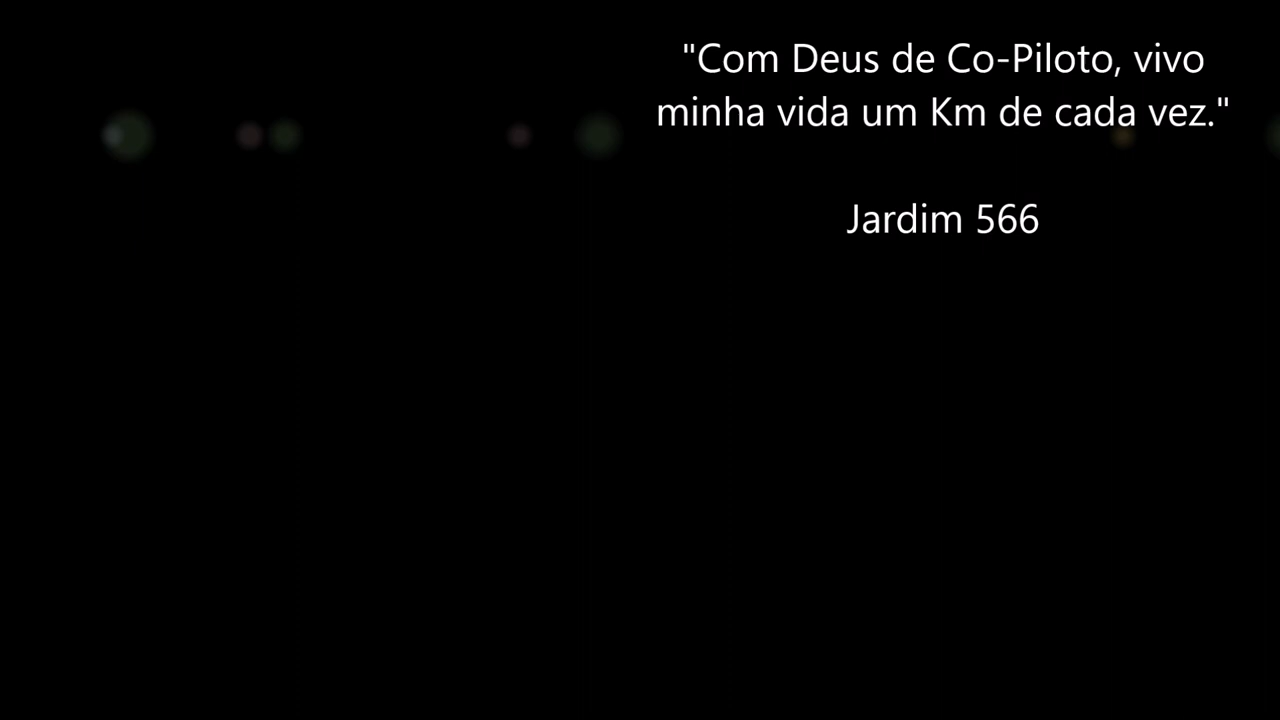 "Com Deus de Co-Piloto, vivo
minha vida um Km de cada vez."
Jardim 566